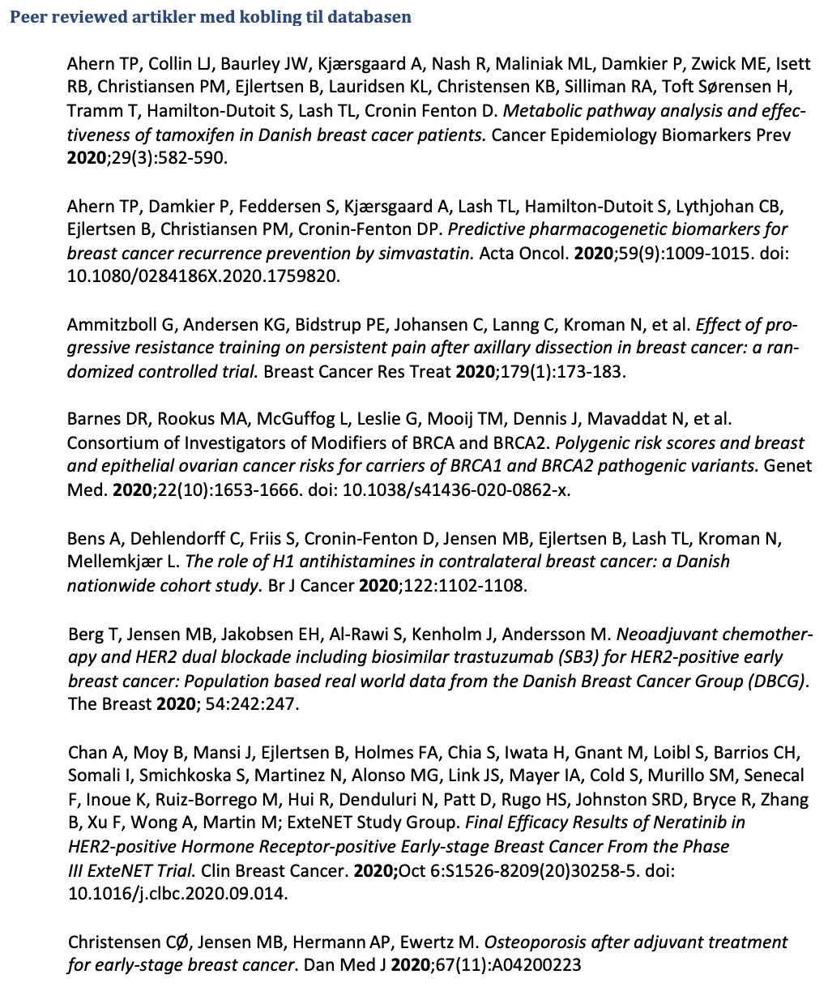 Peer reviewed artikler med kobling til databasen
Ahern TP, Collin LJ, Baurley JW, Kjærsgaard A, Nash R, Maliniak ML, Damkier P, Zwick ME, Isett
RB, Christiansen PM, Ejlertsen B, Lauridsen KL, Christensen KB, Silliman RA, Toft Sørensen H,
Tramm T, Hamilton-Dutoit S, Lash TL, Cronin Fenton D. Metabolic pathway analysis and effec-
tiveness of tamoxifen in Danish breast cacer patients. Cancer Epidemiology Biomarkers Prev
2020;29(3):582-590.
Ahern TP, Damkier P, Feddersen S, Kjærsgaard A, Lash TL, Hamilton-Dutoit S, Lythjohan CB,
Ejlertsen B, Christiansen PM, Cronin-Fenton DP. Predictive pharmacogenetic biomarkers for
breast cancer recurrence prevention by simvastatin. Acta Oncol. 2020;59(9):1009-1015. doi:
10.1080/0284186X.2020.1759820.
Ammitzboll G, Andersen KG, Bidstrup PE, Johansen C, Lanng C, Kroman N, et al. Effect of pro-
gressive resistance training on persistent pain after axillary dissection in breast cancer: a ran-
domized controlled trial. Breast Cancer Res Treat 2020;179(1):173-183.
Barnes DR, Rookus MA, McGuffog L, Leslie G, Mooij TM, Dennis J, Mavaddat N, et al.
Consortium of Investigators of Modifiers of BRCA and BRCA2. Polygenic risk scores and breast
and epithelial ovarian cancer risks for carriers of BRCA1 and BRCA2 pathogenic variants. Genet
Med. 2020;22(10):1653-1666. doi: 10.1038/s41436-020-0862-x.
Bens A, Dehlendorff C, Friis S, Cronin-Fenton D, Jensen MB, Ejlertsen B, Lash TL, Kroman N,
Mellemkjær L. The role of H1 antihistamines in contralateral breast cancer: a Danish
nationwide cohort study. Br J Cancer 2020;122:1102-1108.
Berg T, Jensen MB, Jakobsen EH, Al-Rawi S, Kenholm J, Andersson M. Neoadjuvant chemother-
apy and HER2 dual blockade including biosimilar trastuzumab (SB3) for HER2-positive early
breast cancer: Population based real world data from the Danish Breast Cancer Group (DBCG).
The Breast 2020; 54:242:247.
Chan A, Moy B, Mansi J, Ejlertsen B, Holmes FA, Chia S, Iwata H, Gnant M, Loibl S, Barrios CH,
Somali I, Smichkoska S, Martinez N, Alonso MG, Link JS, Mayer IA, Cold S, Murillo SM, Senecal
F, Inoue K, Ruiz-Borrego M, Hui R, Denduluri N, Patt D, Rugo HS, Johnston SRD, Bryce R, Zhang
B, Xu F, Wong A, Martin M; ExteNET Study Group. Final Efficacy Results of Neratinib in
HER2-positive Hormone Receptor-positive Early-stage Breast Cancer From the Phase
III ExteNET Trial. Clin Breast Cancer. 2020;Oct 6:S1526-8209(20)30258-5. doi:
10.1016/j.clbc.2020.09.014.
Christensen CØ, Jensen MB, Hermann AP, Ewertz M. Osteoporosis after adjuvant treatment
for early-stage breast cancer. Dan Med J 2020;67(11):A04200223